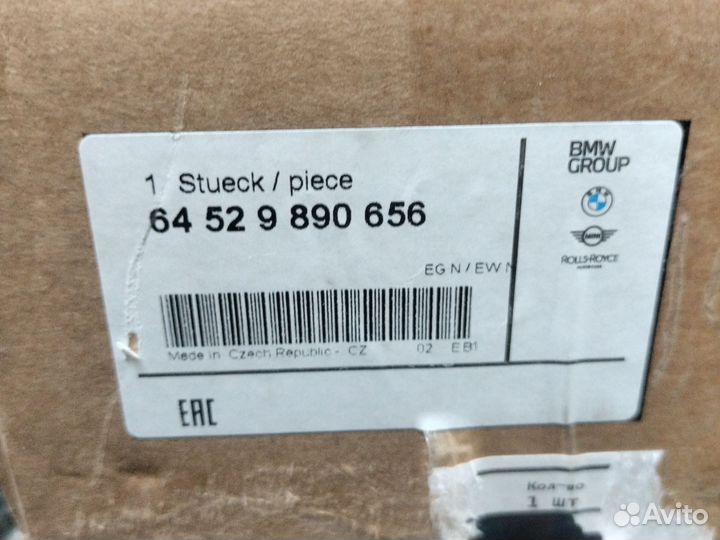 1 Stueck / piece
64 52 9 890 656
EG N / EW N
Made in Czech Republic - CZ 02 EB1
EAC
BMW
GROUP
MINI
ROLLS-ROYCE
Кол-во
1 шт
Avito